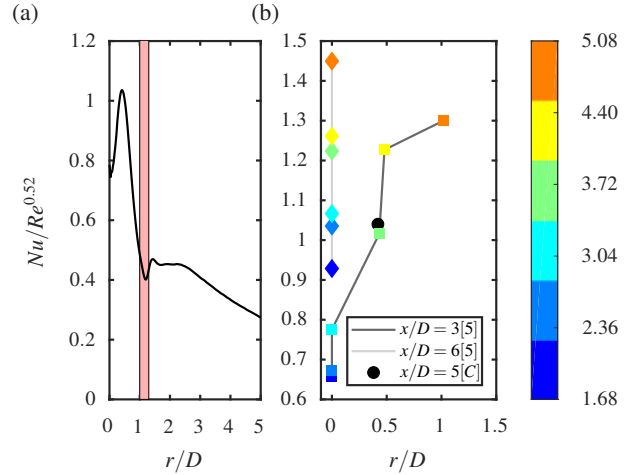 (a)
(b)
1.2
1
0.8
0.6
0.4
0.2
0
Nu/Re^0.52
0 1 2 3 4 5
r/D
1.5
1.4
1.3
1.2
1.1
1
0.9
0.8
0.7
0.6
x/D = 3[5]
x/D = 6[5]
x/D = 5[C]
0 0.5 1 1.5
r/D
5.08
4.40
3.72
3.04
2.36
1.68